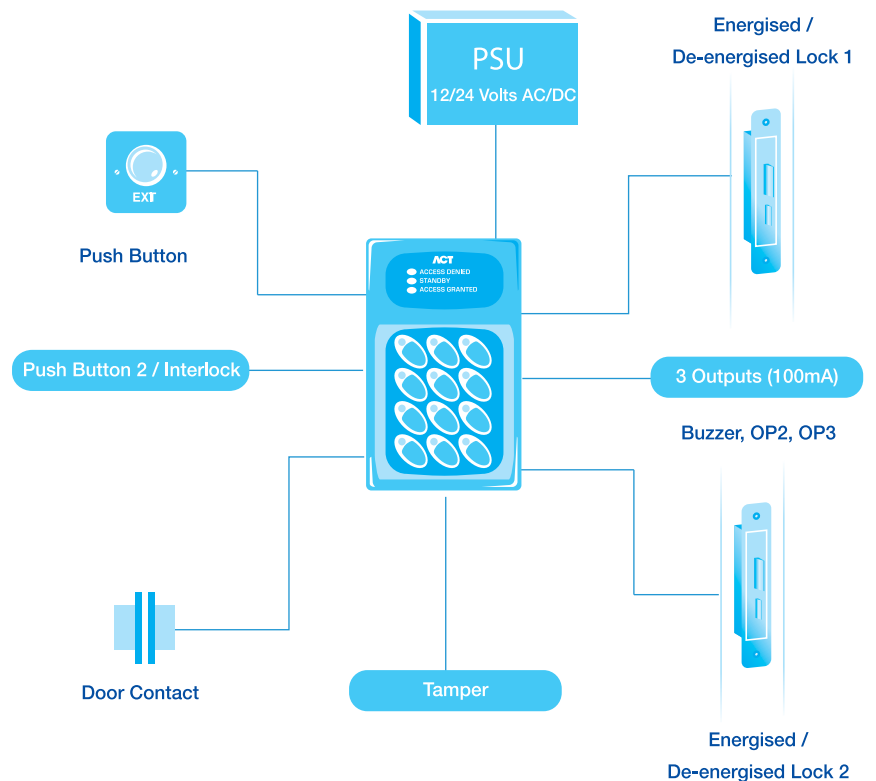 Energised /
De-energised Lock 1
PSU
12/24 Volts AC/DC
EXIT
Push Button
ACT
ACCESS DENIED
STANDBY
ACCESS GRANTED
Push Button 2 / Interlock
3 Outputs (100mA)
Buzzer, OP2, OP3
Door Contact
Tamper
Energised /
De-energised Lock 2